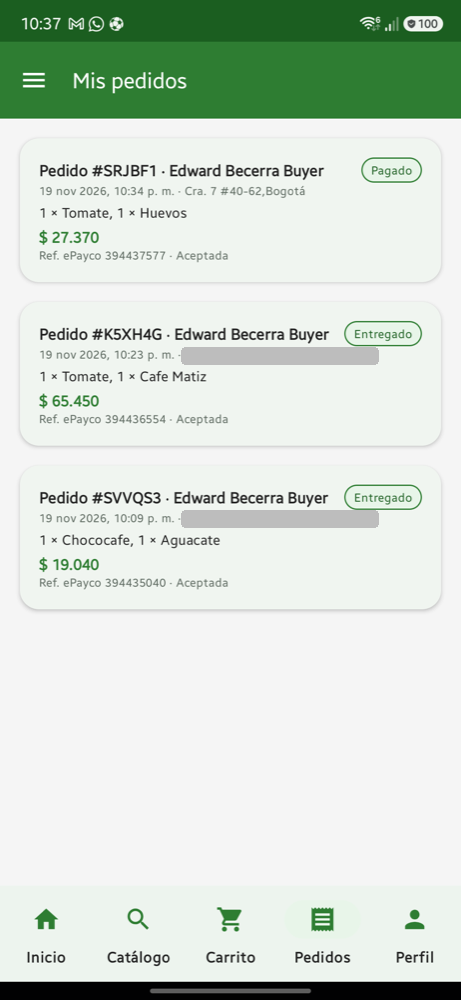 10:37
6
100
Mis pedidos
Pedido #SRJBF1 · Edward Becerra Buyer
Pagado
19 nov 2026, 10:34 p. m. · Cra. 7 #40-62,Bogotá
1 × Tomate, 1 × Huevos
$ 27.370
Ref. ePayco 394437577 · Aceptada
Pedido #K5XH4G · Edward Becerra Buyer
Entregado
19 nov 2026, 10:23 p. m. ·
1 × Tomate, 1 × Cafe Matiz
$ 65.450
Ref. ePayco 394436554 · Aceptada
Pedido #SVVQS3 · Edward Becerra Buyer
Entregado
19 nov 2026, 10:09 p. m. ·
1 × Chococafe, 1 × Aguacate
$ 19.040
Ref. ePayco 394435040 · Aceptada
Inicio
Catálogo
Carrito
Pedidos
Perfil